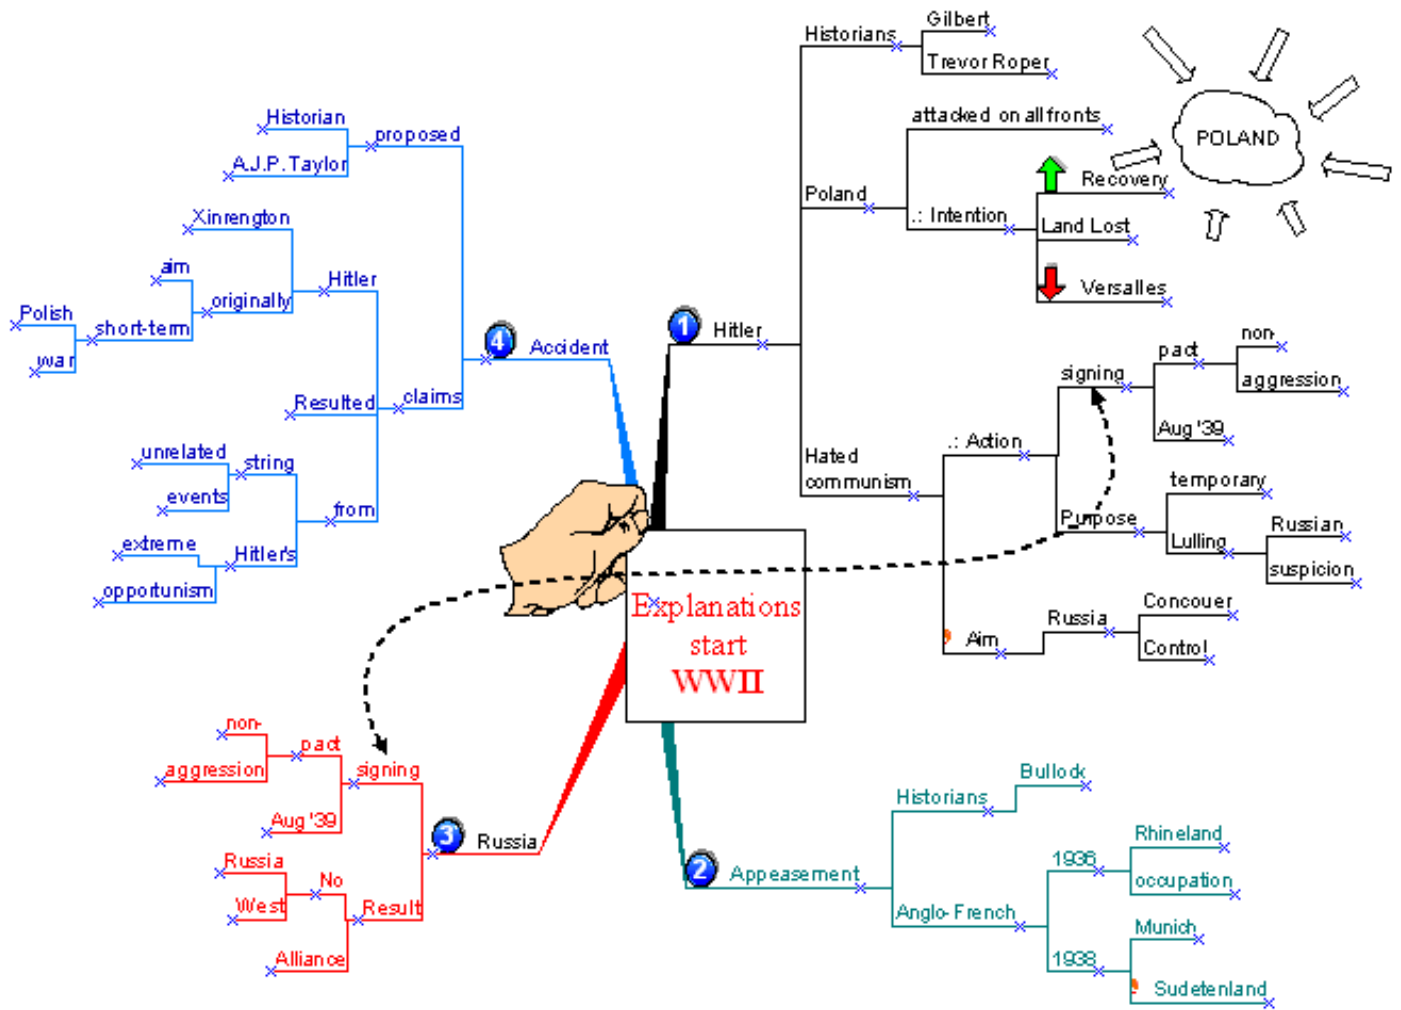 Explanations
start
WWII
1
Hitler
Historians
Gilbert
Trevor Roper
Poland
attacked on all fronts
.: Intention
Recovery
Land Lost
Versalles
POLAND
Hated
communism
.: Action
signing
pact
non-
aggression
Aug '39
Purpose
temporary
Lulling
Russian
suspicion
Aim
Russia
Concouer
Control
2
Appeasement
Historians
Bullock
Anglo-French
1936
Rhineland
occupation
1938
Munich
Sudetenland
3
Russia
signing
pact
non-
aggression
Aug '39
Result
No
Russia
West
Alliance
4
Accident
proposed
Historian
A.J.P. Taylor
claims
Hitler
Xinrengton
originally
aim
short-term
Polish
war
Resulted
from
string
unrelated
events
Hitler's
extreme
opportunism